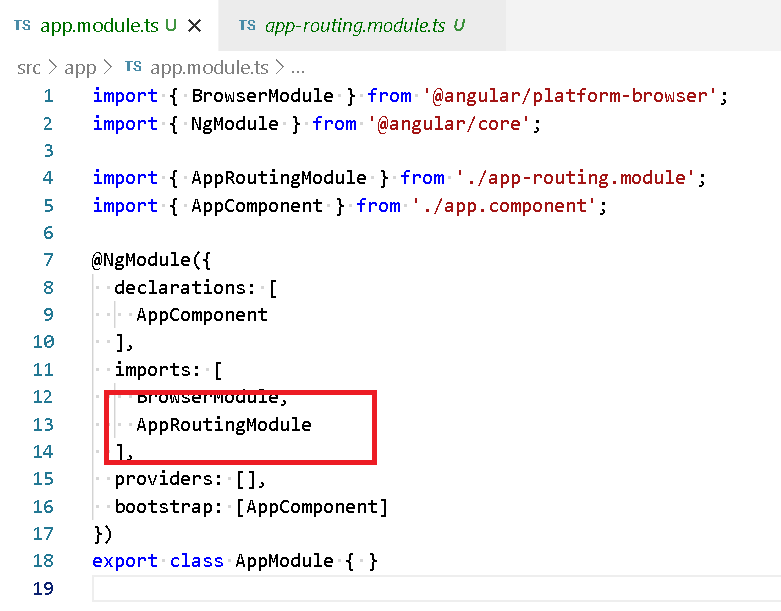 TS app.module.ts U × TS app-routing.module.ts U
src > app > TS app.module.ts > ...
1 import { BrowserModule } from '@angular/platform-browser';
2 import { NgModule } from '@angular/core';
3
4 import { AppRoutingModule } from './app-routing.module';
5 import { AppComponent } from './app.component';
6
7 @NgModule({
8   declarations: [
9     AppComponent
10   ],
11   imports: [
12     BrowserModule,
13     AppRoutingModule
14   ],
15   providers: [],
16   bootstrap: [AppComponent]
17 })
18 export class AppModule { }
19